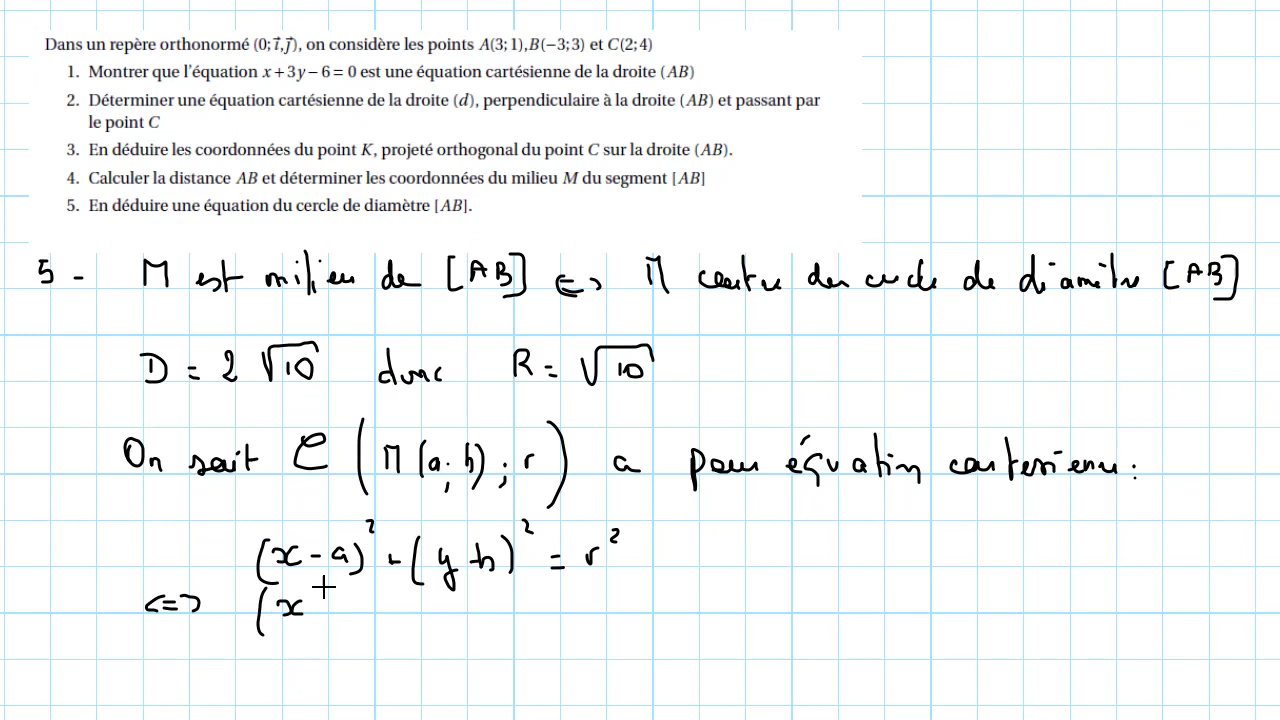 Dans un repère orthonormé (0; i⃗, j⃗), on considère les points A(3;1),B(−3;3) et C(2;4)
1. Montrer que l'équation x+3y−6=0 est une équation cartésienne de la droite (AB)
2. Déterminer une équation cartésienne de la droite (d), perpendiculaire à la droite (AB) et passant par
le point C
3. En déduire les coordonnées du point K, projeté orthogonal du point C sur la droite (AB).
4. Calculer la distance AB et déterminer les coordonnées du milieu M du segment [AB]
5. En déduire une équation du cercle de diamètre [AB].
5 - M est milieu de [AB] <=> M centre du cercle de diamètre [AB]
D = 2√10 donc R = √10
On sait C (M(a;b);r) a pour équation cartesienne :
(x-a)² + (y-b)² = r²
<=> (x